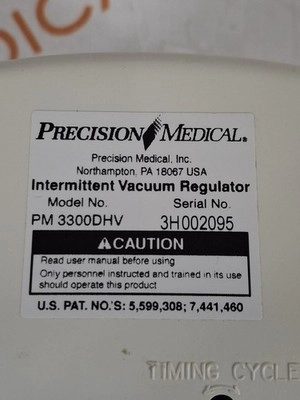 PRECISION MEDICAL®
Precision Medical, Inc.
Northampton, PA 18067 USA
Intermittent Vacuum Regulator
Model No. Serial No.
PM 3300DHV 3H002095
CAUTION
Read user manual before using
Only personnel instructed and trained in its use
should operate this product
U.S. PAT. NO.'S: 5,599,308; 7,441,460
TIMING CYCLE